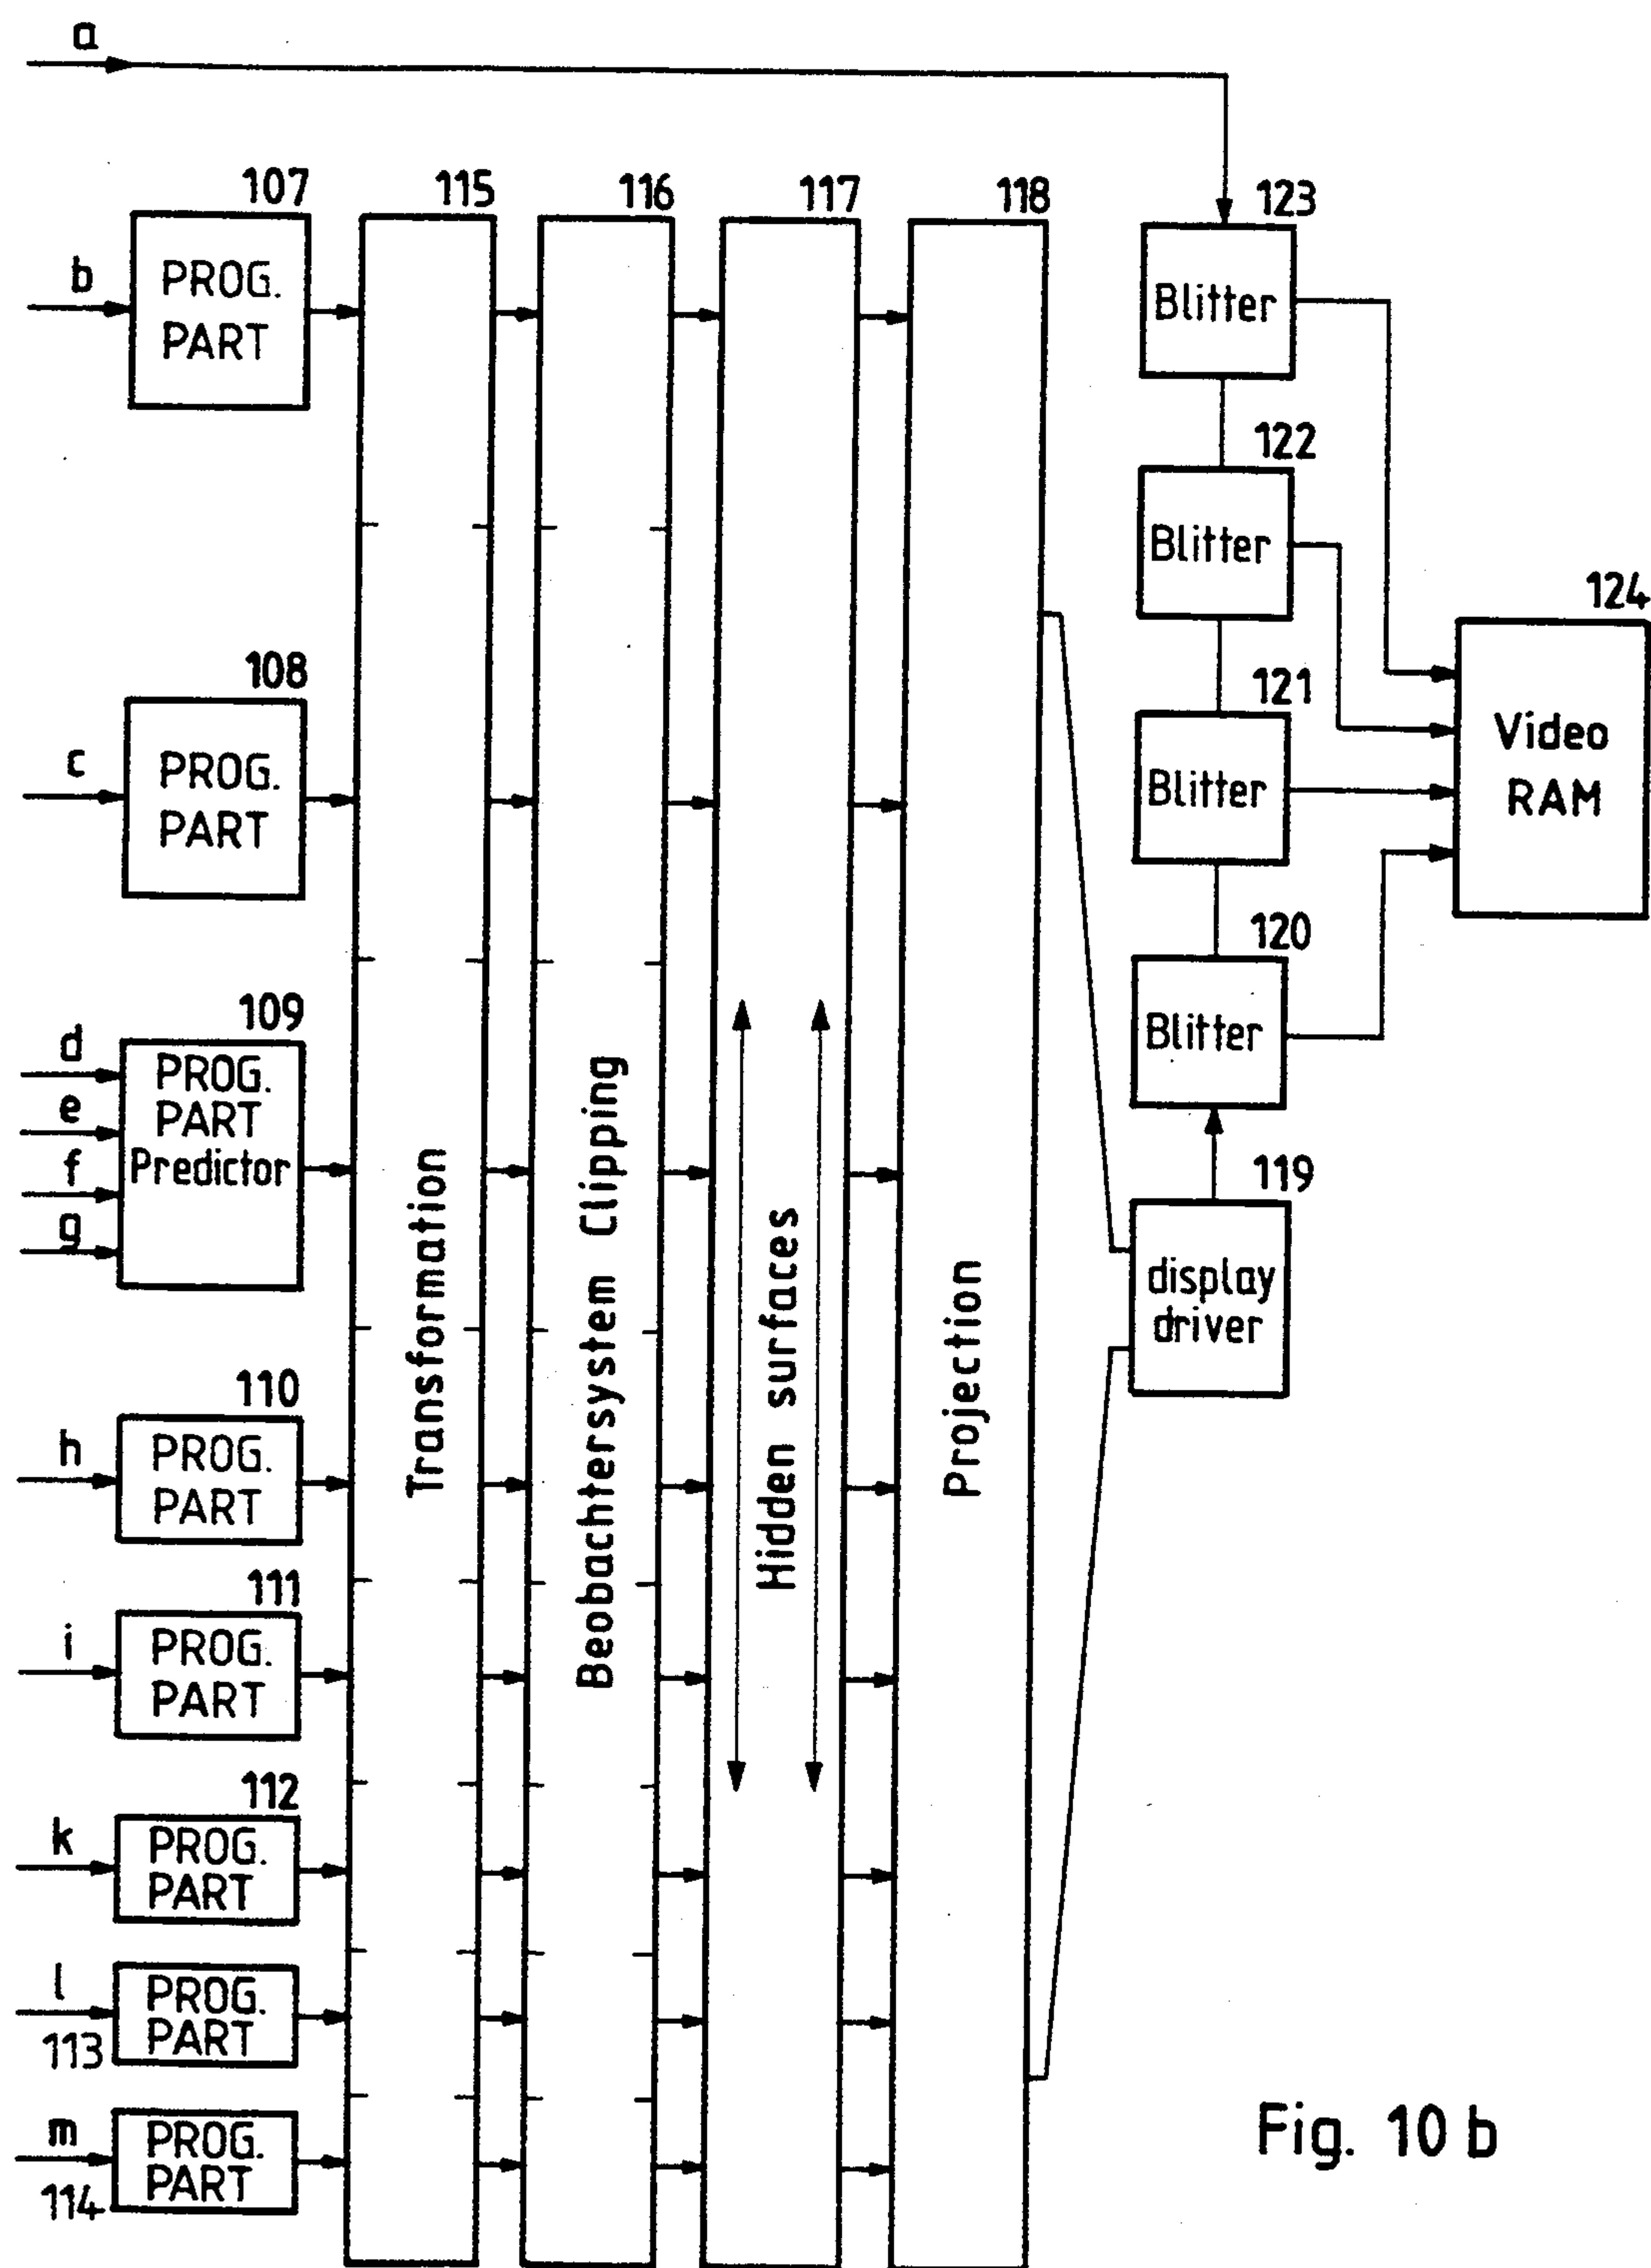 a
107
115
116
117
118
123
b
PROG.
PART
Blitter
122
Blitter
124
108
121
c
PROG.
PART
Blitter
Video
RAM
120
109
d
e
f
g
PROG.
PART
Predictor
Blitter
119
display
driver
Transformation
Beobachtersystem Clipping
Hidden surfaces
Projection
110
h
PROG.
PART
111
i
PROG.
PART
112
k
PROG.
PART
l
113
PROG.
PART
m
114
PROG.
PART
Fig. 10 b